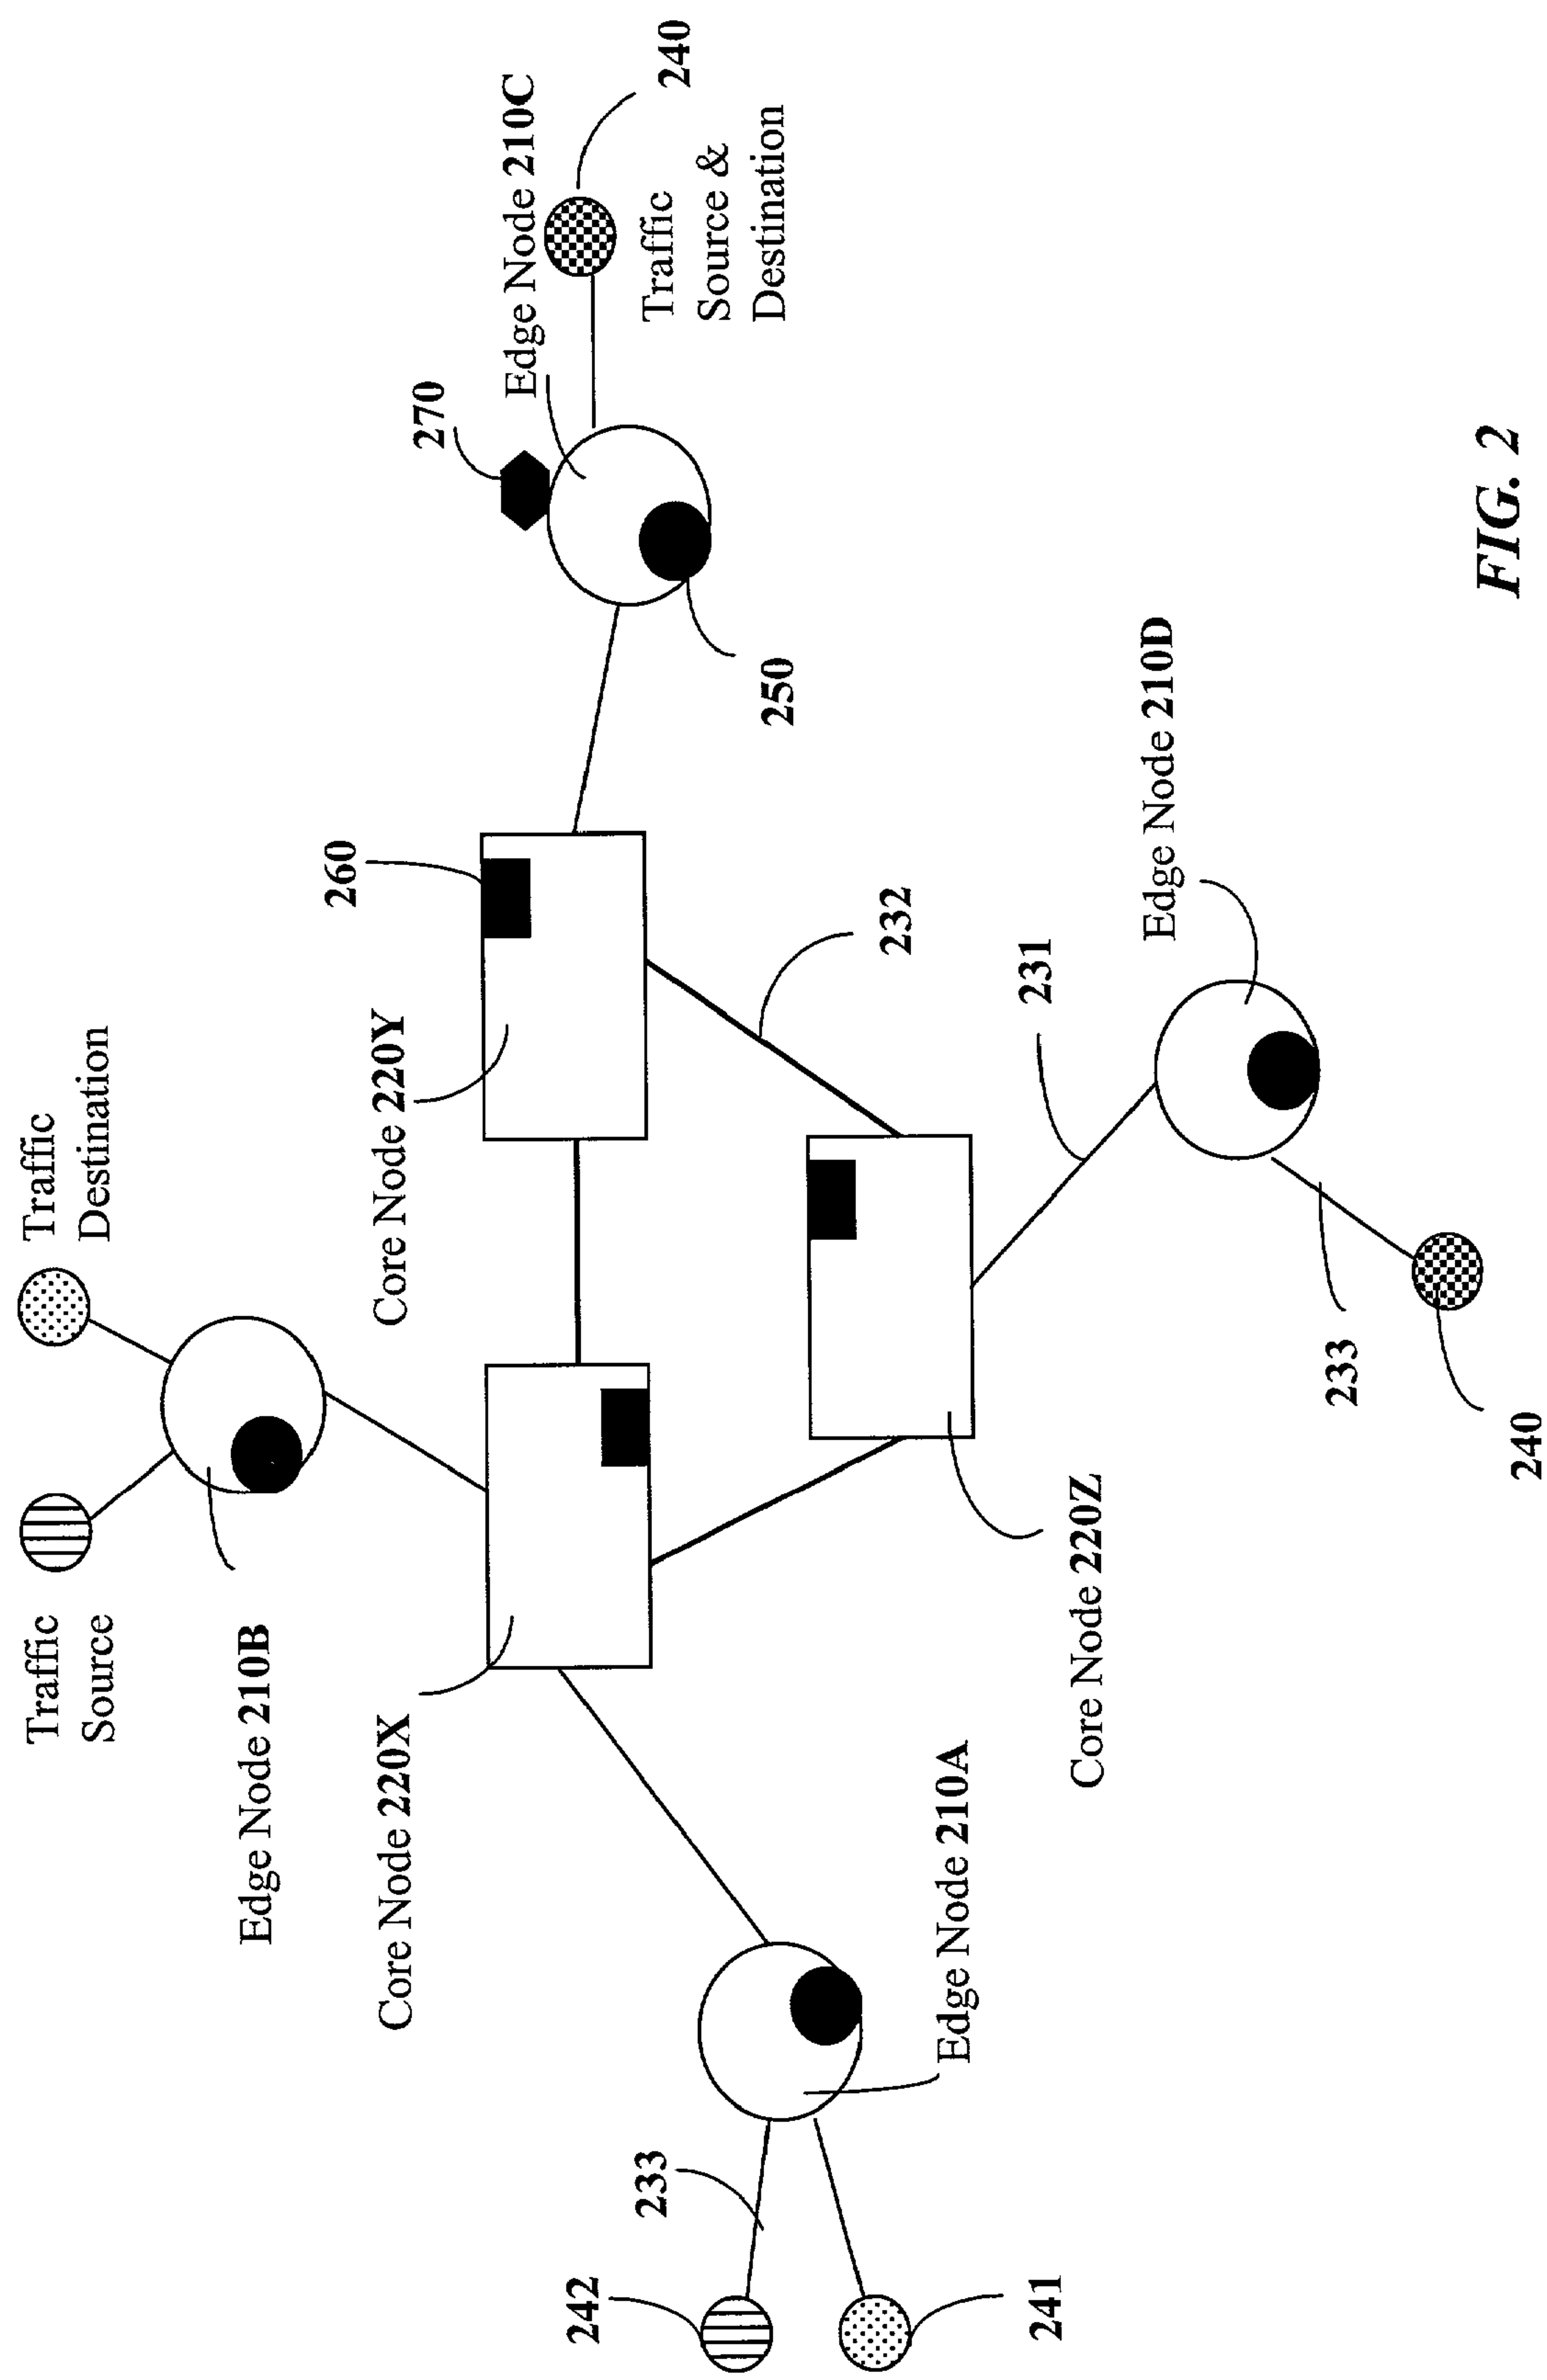 Traffic
Source
Traffic
Destination
Edge Node 210B
Core Node 220X
Core Node 220Y
260
270
Edge Node 210C
240
Traffic
Source &
Destination
250
242
233
241
Edge Node 210A
232
231
Core Node 220Z
Edge Node 210D
233
240
FIG. 2